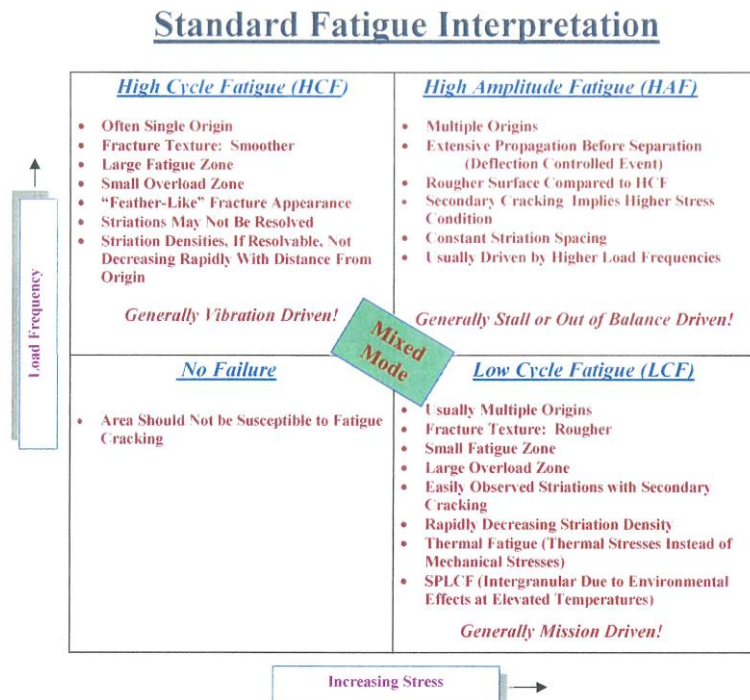 Standard Fatigue Interpretation
High Cycle Fatigue (HCF)
• Often Single Origin
• Fracture Texture: Smoother
• Large Fatigue Zone
• Small Overload Zone
• “Feather-Like” Fracture Appearance
• Striations May Not be Resolved
• Striation Densities, If Resolvable, Not
Decreasing Rapidly With Distance From
Origin
Generally Vibration Driven!
High Amplitude Fatigue (HAF)
• Multiple Origins
• Extensive Propagation Before Separation
(Deflection Controlled Event)
• Rougher Surface Compared to HCF
• Secondary Cracking Implies Higher Stress
Condition
• Constant Striation Spacing
• Usually Driven by Higher Load Frequencies
Generally Stall or Out of Balance Driven!
Load Frequency
Mixed
Mode
No Failure
• Area Should Not be Susceptible to Fatigue
Cracking
Low Cycle Fatigue (LCF)
• Usually Multiple Origins
• Fracture Texture: Rougher
• Small Fatigue Zone
• Large Overload Zone
• Easily Observed Striations with Secondary
Cracking
• Rapidly Decreasing Striation Density
• Thermal Fatigue (Thermal Stresses Instead of
Mechanical Stresses)
• SPLCF (Intergranular Due to Environmental
Effects at Elevated Temperatures)
Generally Mission Driven!
Increasing Stress